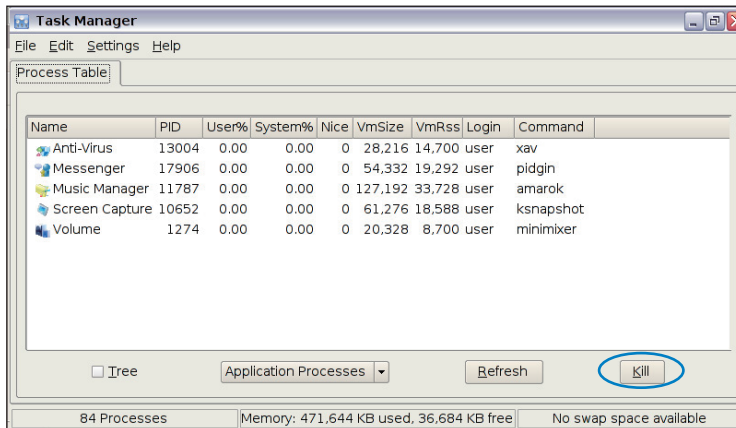 Task Manager
File Edit Settings Help
Process Table
Name PID User% System% Nice VmSize VmRss Login Command
Anti-Virus 13004 0.00 0.00 0 28,216 14,700 user xav
Messenger 17906 0.00 0.00 0 54,332 19,292 user pidgin
Music Manager 11787 0.00 0.00 0 127,192 33,728 user amarok
Screen Capture 10652 0.00 0.00 0 61,276 18,588 user ksnapshot
Volume 1274 0.00 0.00 0 20,328 8,700 user minimixer
Tree Application Processes Refresh Kill
84 Processes Memory: 471,644 KB used, 36,684 KB free No swap space available